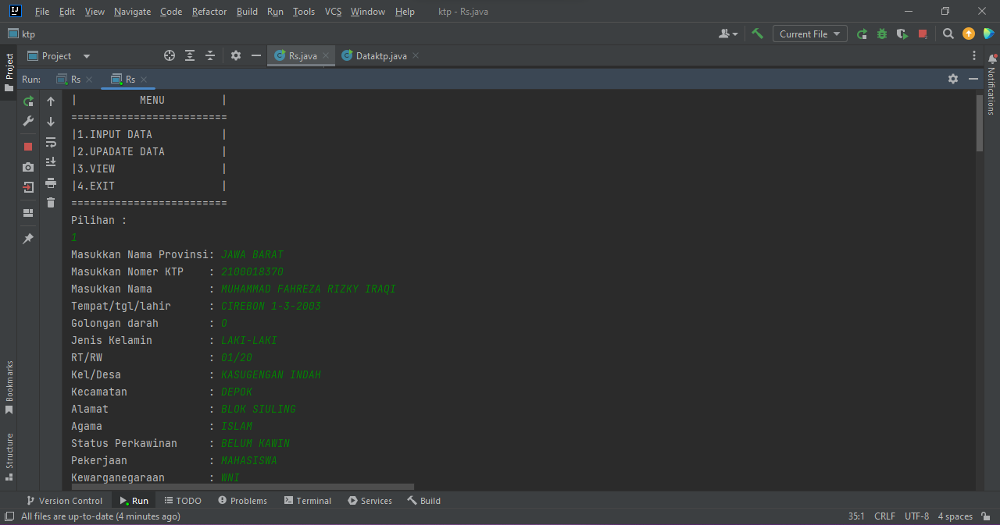 IJ File Edit View Navigate Code Refactor Build Run Tools VCS Window Help ktp - Rs.java
ktp Current File
Project Project Rs.java Dataktp.java
Run: Rs Rs
Notifications
| MENU |
=========================
|1.INPUT DATA |
|2.UPADATE DATA |
|3.VIEW |
|4.EXIT |
=========================
Pilihan :
1
Masukkan Nama Provinsi: JAWA BARAT
Masukkan Nomer KTP : 2100018370
Masukkan Nama : MUHAMMAD FAHREZA RIZKY IRAQI
Tempat/tgl/lahir : CIREBON 1-3-2003
Golongan darah : O
Jenis Kelamin : LAKI-LAKI
RT/RW : 01/20
Kel/Desa : KASUGENGAN INDAH
Kecamatan : DEPOK
Alamat : BLOK SIULING
Agama : ISLAM
Status Perkawinan : BELUM KAWIN
Pekerjaan : MAHASISWA
Kewarganegaraan : WNI
Bookmarks
Structure
Version Control Run TODO Problems Terminal Services Build
All files are up-to-date (4 minutes ago) 35:1 CRLF UTF-8 4 spaces